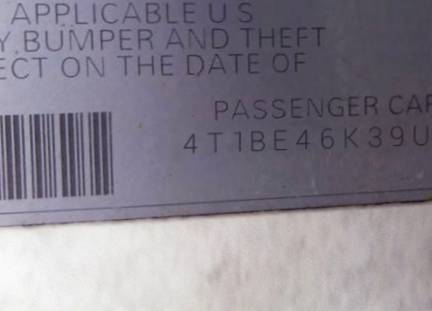 APPLICABLE U S
Y, BUMPER AND THEFT
ECT ON THE DATE OF
PASSENGER CAR
4T1BE46K39U